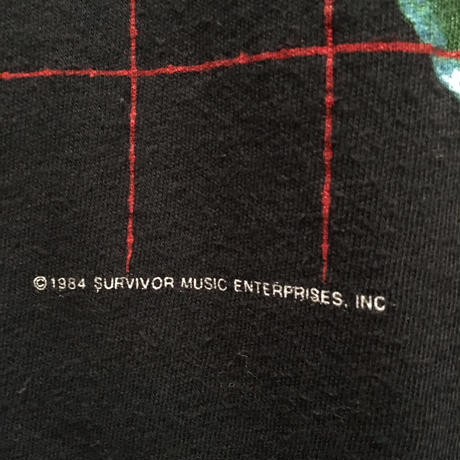 ©1984 SURVIVOR MUSIC ENTERPRISES, INC